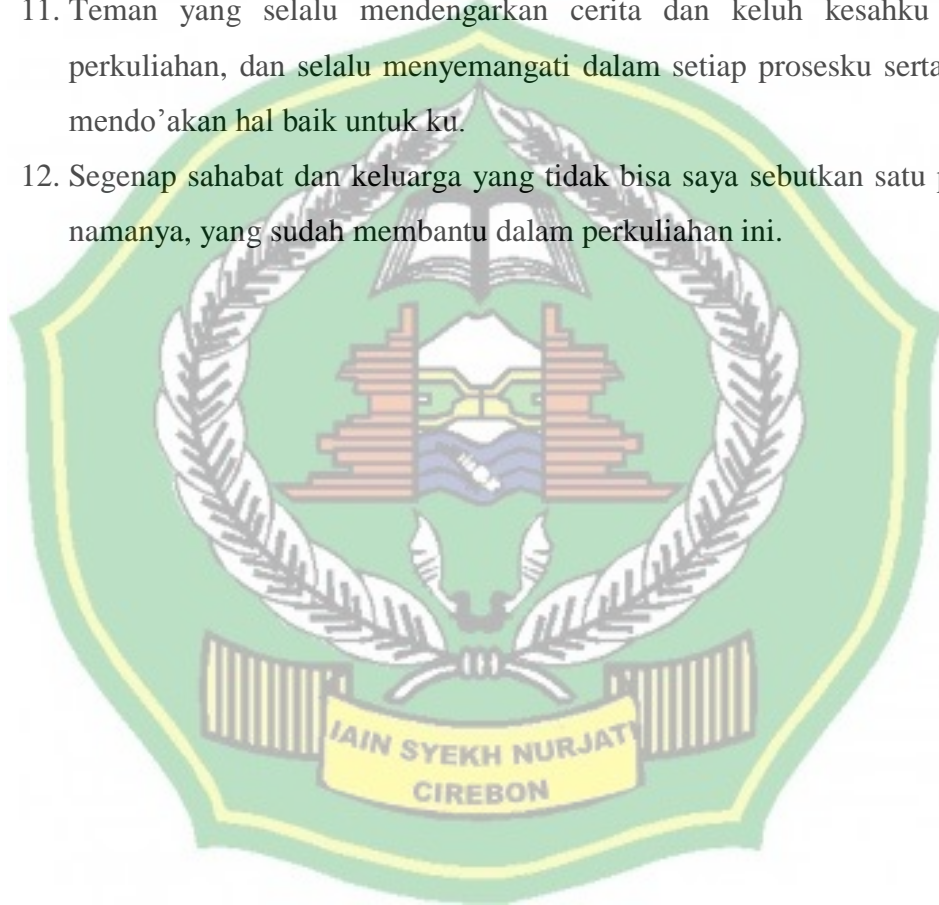 11. Teman yang selalu mendengarkan cerita dan keluh kesahku
perkuliahan, dan selalu menyemangati dalam setiap prosesku serta
mendo’akan hal baik untuk ku.
12. Segenap sahabat dan keluarga yang tidak bisa saya sebutkan satu
namanya, yang sudah membantu dalam perkuliahan ini.
IAIN SYEKH NURJATI
CIREBON